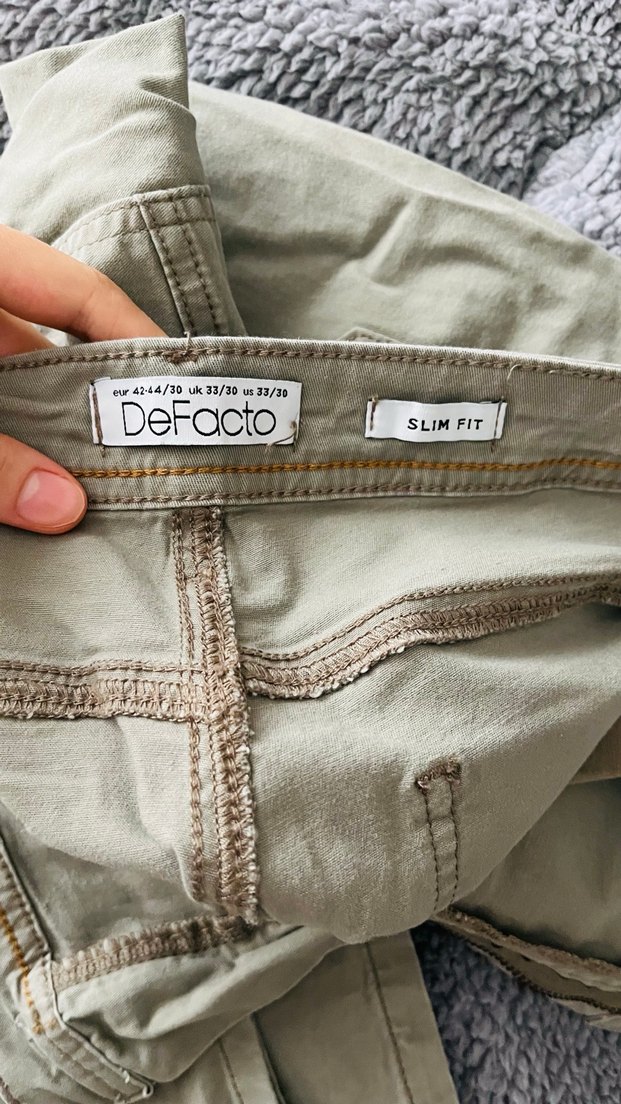 eur 42-44/30 uk 33/30 us 33/30
DeFacto
SLIM FIT